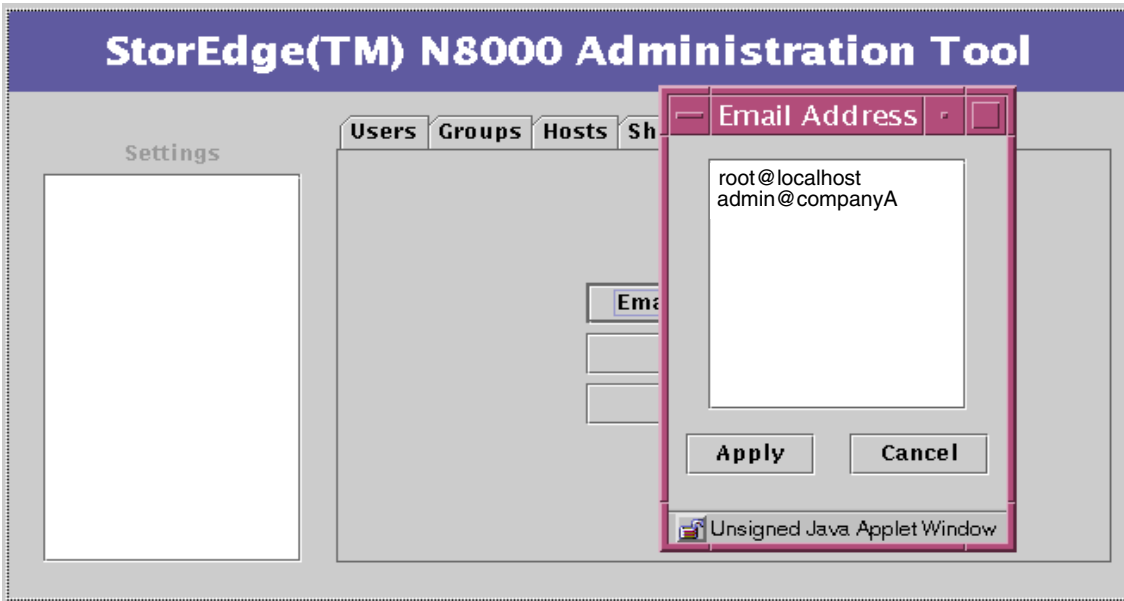 StorEdge(TM) N8000 Administration Tool
Settings
Users Groups Hosts Sh
Email Address
root@localhost
admin@companyA
Ema
Apply Cancel
Unsigned Java Applet Window